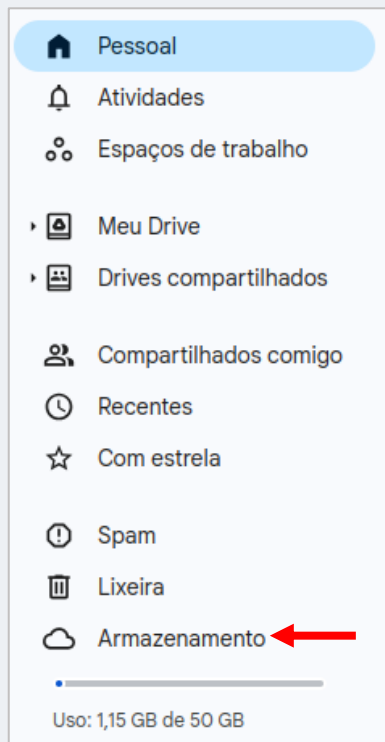 Pessoal
Atividades
Espaços de trabalho
Meu Drive
Drives compartilhados
Compartilhados comigo
Recentes
Com estrela
Spam
Lixeira
Armazenamento
Uso: 1,15 GB de 50 GB